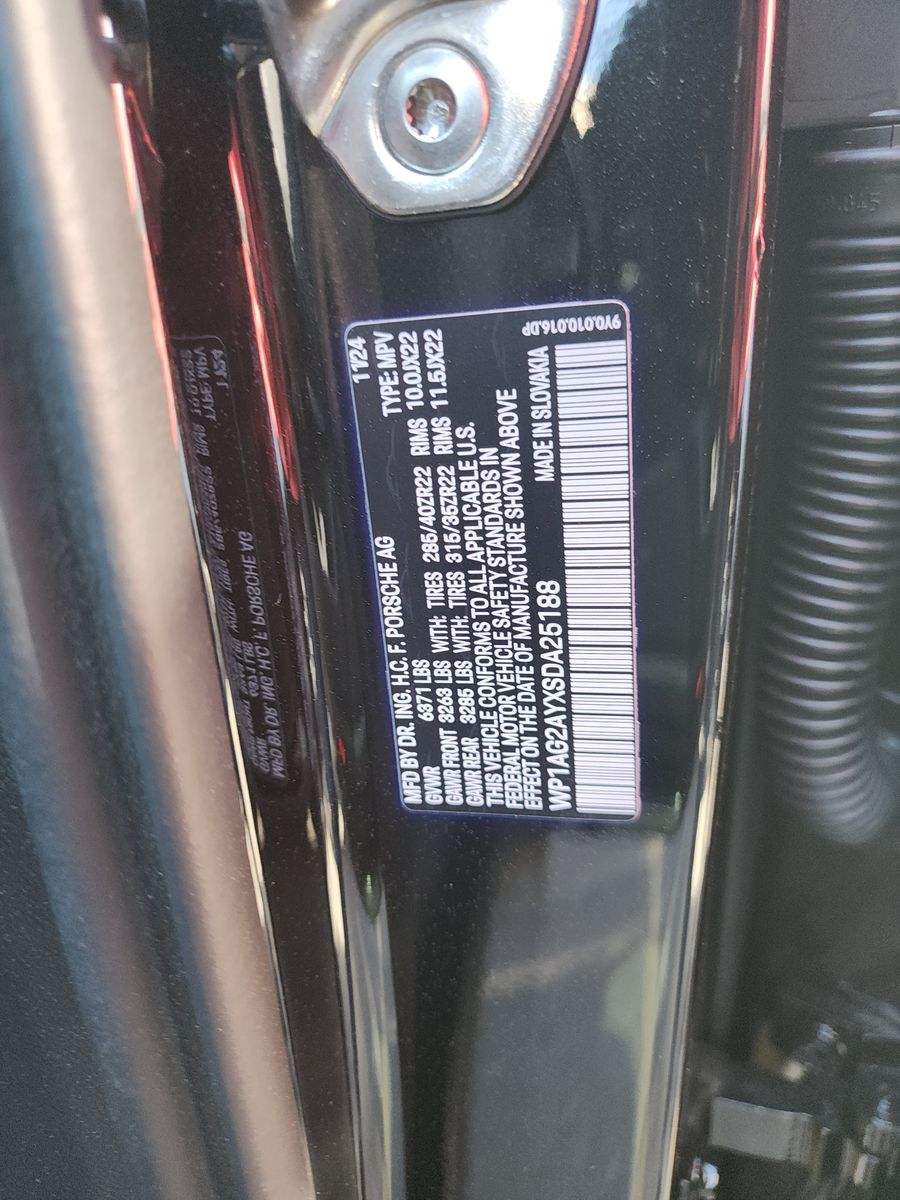 11/24
MFD BY DR. ING. H.C. F. PORSCHE AG
GVWR 6371 LBS TYPE: MPV
GAWR FRONT 3263 LBS WITH: TIRES 285/40ZR22 RIMS 10.0JX22
GAWR REAR 3285 LBS WITH: TIRES 315/35ZR22 RIMS 11.5JX22
THIS VEHICLE CONFORMS TO ALL APPLICABLE U.S.
FEDERAL MOTOR VEHICLE SAFETY STANDARDS IN
EFFECT ON THE DATE OF MANUFACTURE SHOWN ABOVE
WP1AG2AYXSDA25188 MADE IN SLOVAKIA
9Y0.010.016.DP